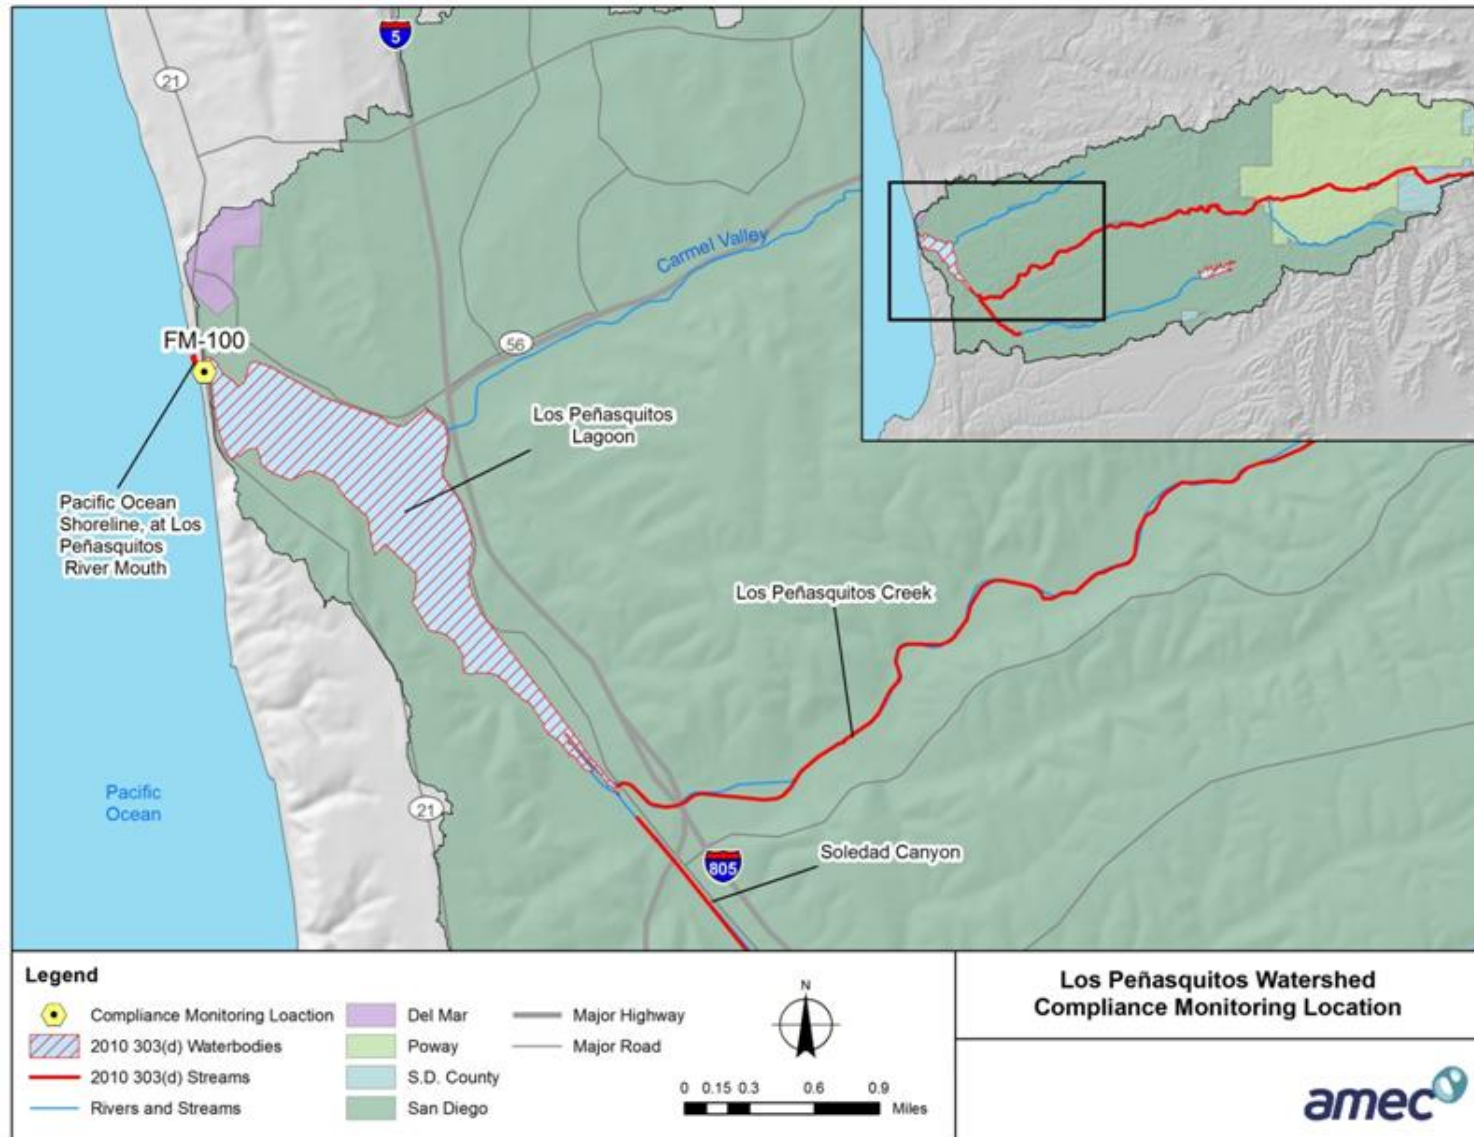 5
21
Carmel Valley
FM-100
56
Los Peñasquitos
Lagoon
Pacific Ocean
Shoreline, at Los
Peñasquitos
River Mouth
Los Peñasquitos Creek
Pacific
Ocean
21
805
Soledad Canyon
Legend
Compliance Monitoring Loaction
2010 303(d) Waterbodies
2010 303(d) Streams
Rivers and Streams
Del Mar
Poway
S.D. County
San Diego
Major Highway
Major Road
N
0 0.15 0.3 0.6 0.9
Miles
Los Peñasquitos Watershed
Compliance Monitoring Location
amec